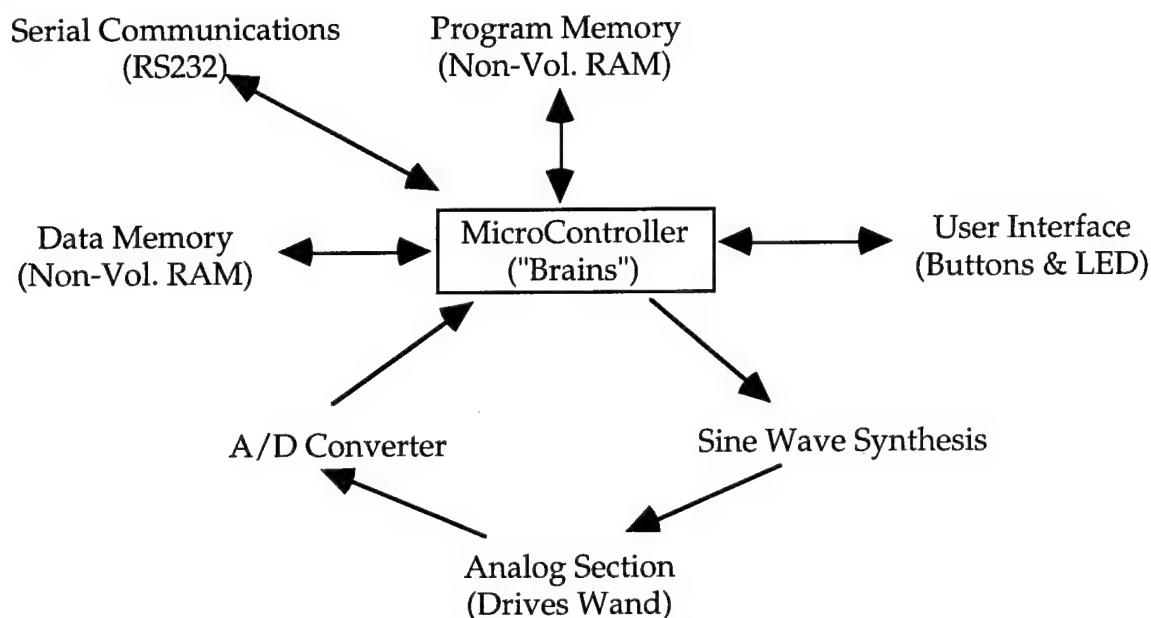 Serial Communications
(RS232)
Program Memory
(Non-Vol. RAM)
Data Memory
(Non-Vol. RAM)
MicroController
("Brains")
User Interface
(Buttons & LED)
A/D Converter
Sine Wave Synthesis
Analog Section
(Drives Wand)